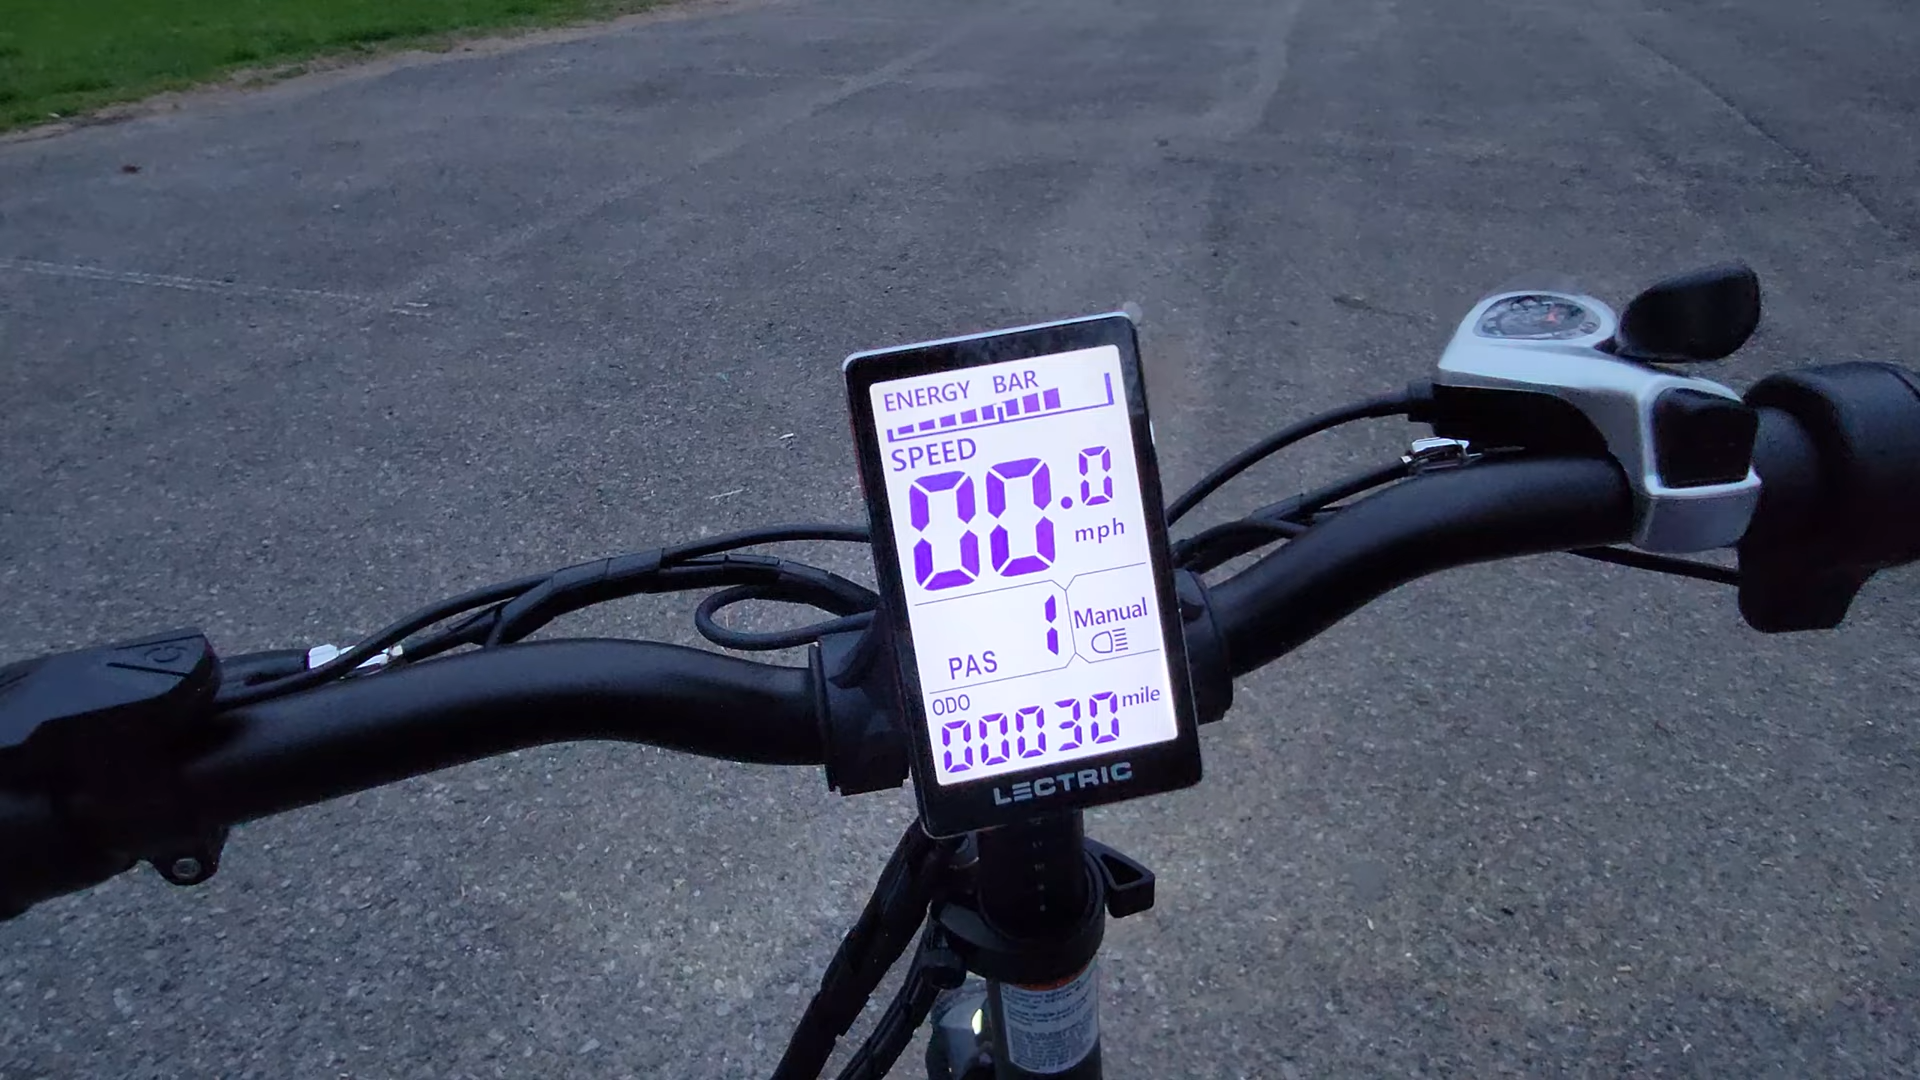 ENERGY BAR
SPEED
00.0
mph
PAS 1
Manual
ODO
00030 mile
LECTRIC